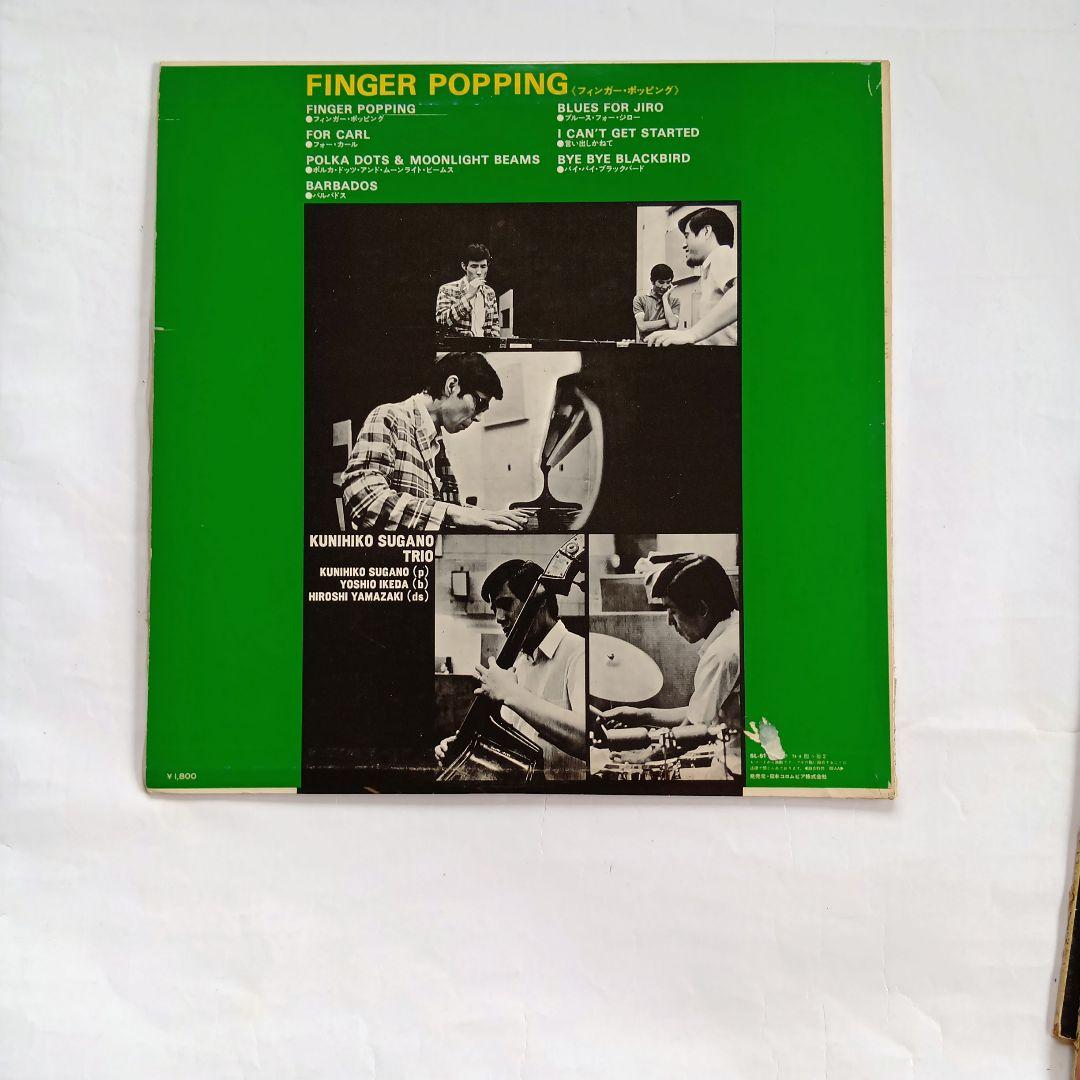 FINGER POPPING《フィンガー・ポッピング》
FINGER POPPING
●フィンガー・ポッピング
FOR CARL
●フォー・カール
POLKA DOTS & MOONLIGHT BEAMS
●ポルカ・ドッツ・アンド・ムーンライト・ビームス
BARBADOS
●バルバドス
BLUES FOR JIRO
●ブルース・フォー・ジロー
I CAN'T GET STARTED
●言い出しかねて
BYE BYE BLACKBIRD
●バイ・バイ・ブラックバード
KUNIHIKO SUGANO
TRIO
KUNIHIKO SUGANO (p)
YOSHIO IKEDA (b)
HIROSHI YAMAZAKI (ds)
¥1,800
発売元・日本コロムビア株式会社